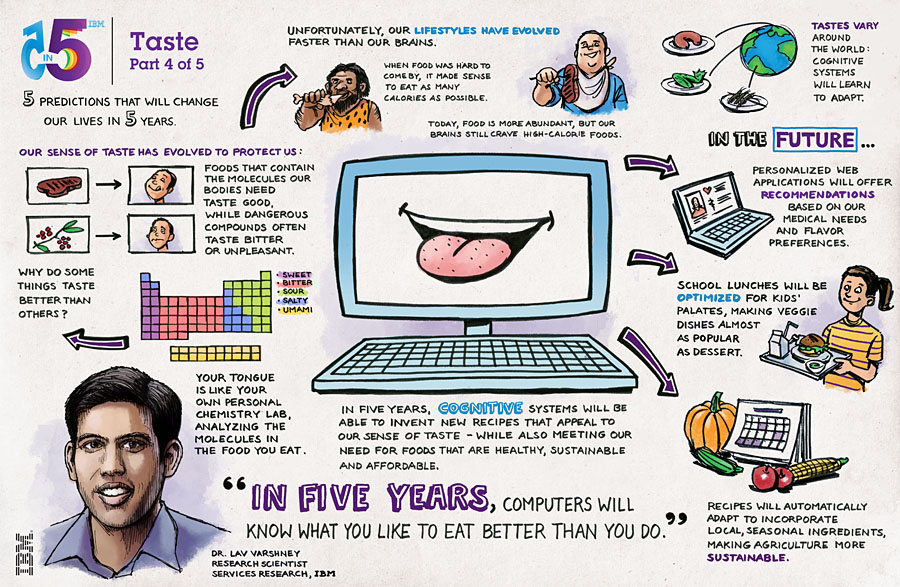 5 IN 5 IBM
Taste
Part 4 of 5
5 PREDICTIONS THAT WILL CHANGE
OUR LIVES IN 5 YEARS.
UNFORTUNATELY, OUR LIFESTYLES HAVE EVOLVED
FASTER THAN OUR BRAINS.
WHEN FOOD WAS HARD TO
COME BY, IT MADE SENSE
TO EAT AS MANY
CALORIES AS POSSIBLE.
TODAY, FOOD IS MORE ABUNDANT, BUT OUR
BRAINS STILL CRAVE HIGH-CALORIE FOODS.
TASTES VARY
AROUND
THE WORLD:
COGNITIVE
SYSTEMS
WILL LEARN
TO ADAPT.
OUR SENSE OF TASTE HAS EVOLVED TO PROTECT US:
FOODS THAT CONTAIN
THE MOLECULES OUR
BODIES NEED
TASTE GOOD,
WHILE DANGEROUS
COMPOUNDS OFTEN
TASTE BITTER
OR UNPLEASANT.
WHY DO SOME
THINGS TASTE
BETTER THAN
OTHERS?
• SWEET
• BITTER
• SOUR
• SALTY
• UMAMI
YOUR TONGUE
IS LIKE YOUR
OWN PERSONAL
CHEMISTRY LAB,
ANALYZING THE
MOLECULES IN
THE FOOD YOU EAT.
IN FIVE YEARS, COGNITIVE SYSTEMS WILL BE
ABLE TO INVENT NEW RECIPES THAT APPEAL TO
OUR SENSE OF TASTE – WHILE ALSO MEETING OUR
NEED FOR FOODS THAT ARE HEALTHY, SUSTAINABLE
AND AFFORDABLE.
IN THE FUTURE...
PERSONALIZED WEB
APPLICATIONS WILL OFFER
RECOMMENDATIONS
BASED ON OUR
MEDICAL NEEDS
AND FLAVOR
PREFERENCES.
SCHOOL LUNCHES WILL BE
OPTIMIZED FOR KIDS'
PALATES, MAKING VEGGIE
DISHES ALMOST
AS POPULAR
AS DESSERT.
RECIPES WILL AUTOMATICALLY
ADAPT TO INCORPORATE
LOCAL, SEASONAL INGREDIENTS,
MAKING AGRICULTURE MORE
SUSTAINABLE.
“IN FIVE YEARS, COMPUTERS WILL
KNOW WHAT YOU LIKE TO EAT BETTER THAN YOU DO.”
DR. LAV VARSHNEY
RESEARCH SCIENTIST
SERVICES RESEARCH, IBM
IBM